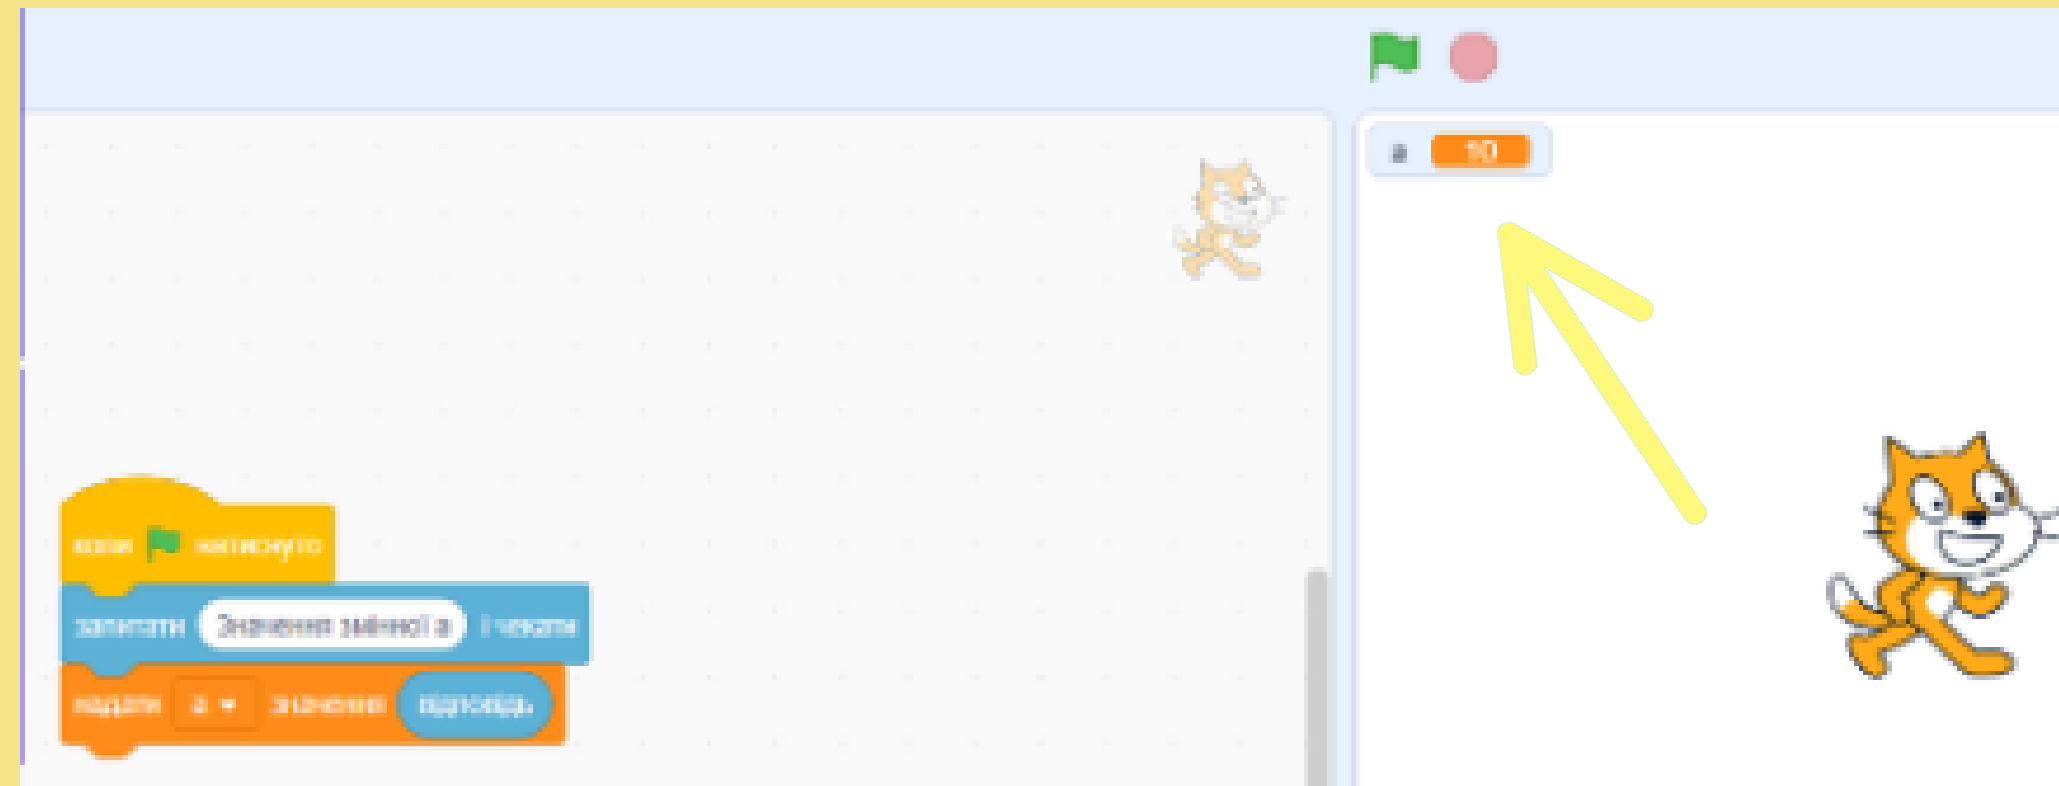 а 10
коли натиснуто
запитати Значення змінної а і чекати
надати а значення відповідь